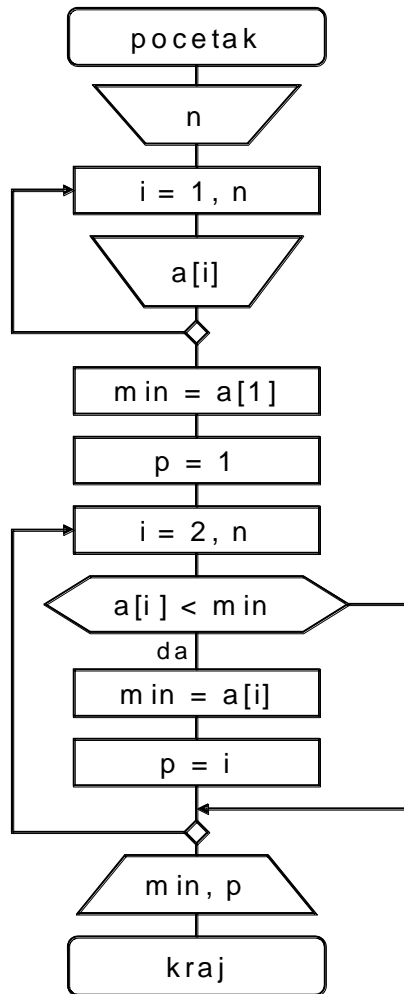 pocetak
n
i = 1, n
a[i]
min = a[1]
p = 1
i = 2, n
a[i] < min
da
min = a[i]
p = i
min, p
kraj